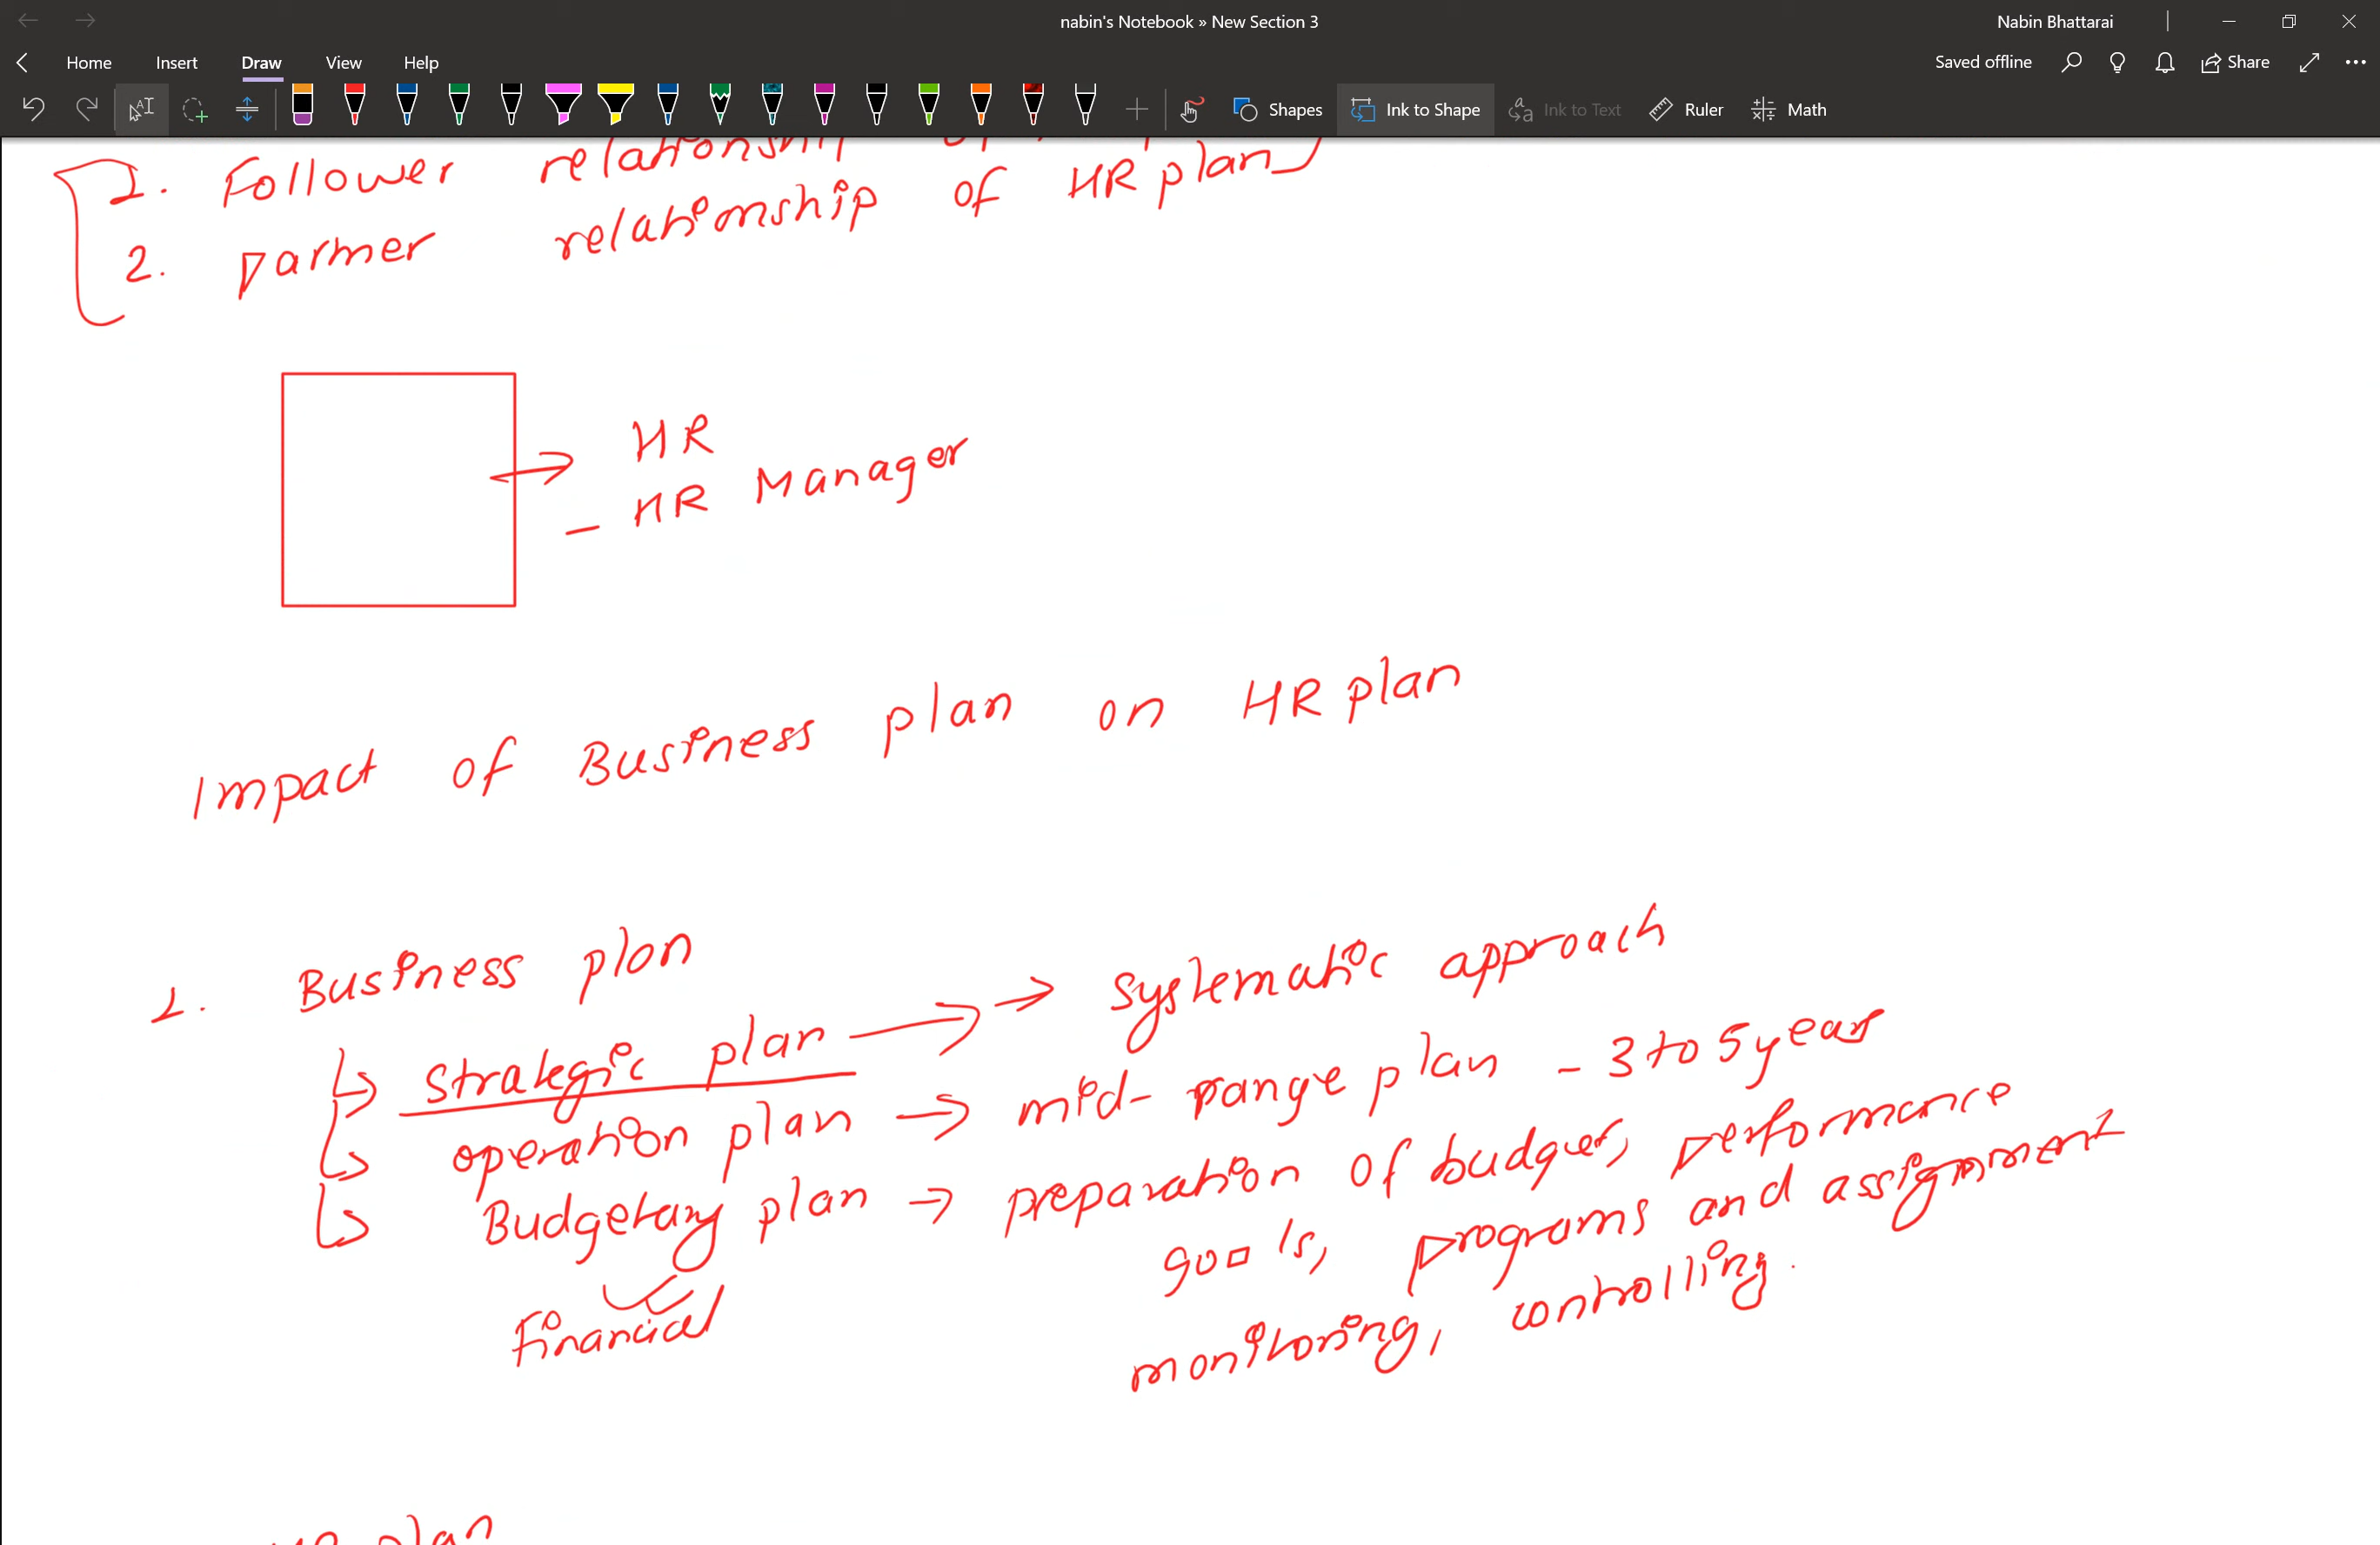 nabin's Notebook » New Section 3
Nabin Bhattarai
Home Insert Draw View Help
Saved offline
Share
Shapes Ink to Shape Ink to Text Ruler Math
1. Follower relationship of
2. Partner relationship of HR plan
HR
- HR Manager
Impact of Business plan on HR plan
1. Business plan
↳ strategic plan → → systematic approach
↳ operation plan → mid-range plan - 3 to 5 years
↳ Budgetary plan → preparation of budget, performance
goals, programs and assignment
Financial
monitoring, controlling.
HR plan